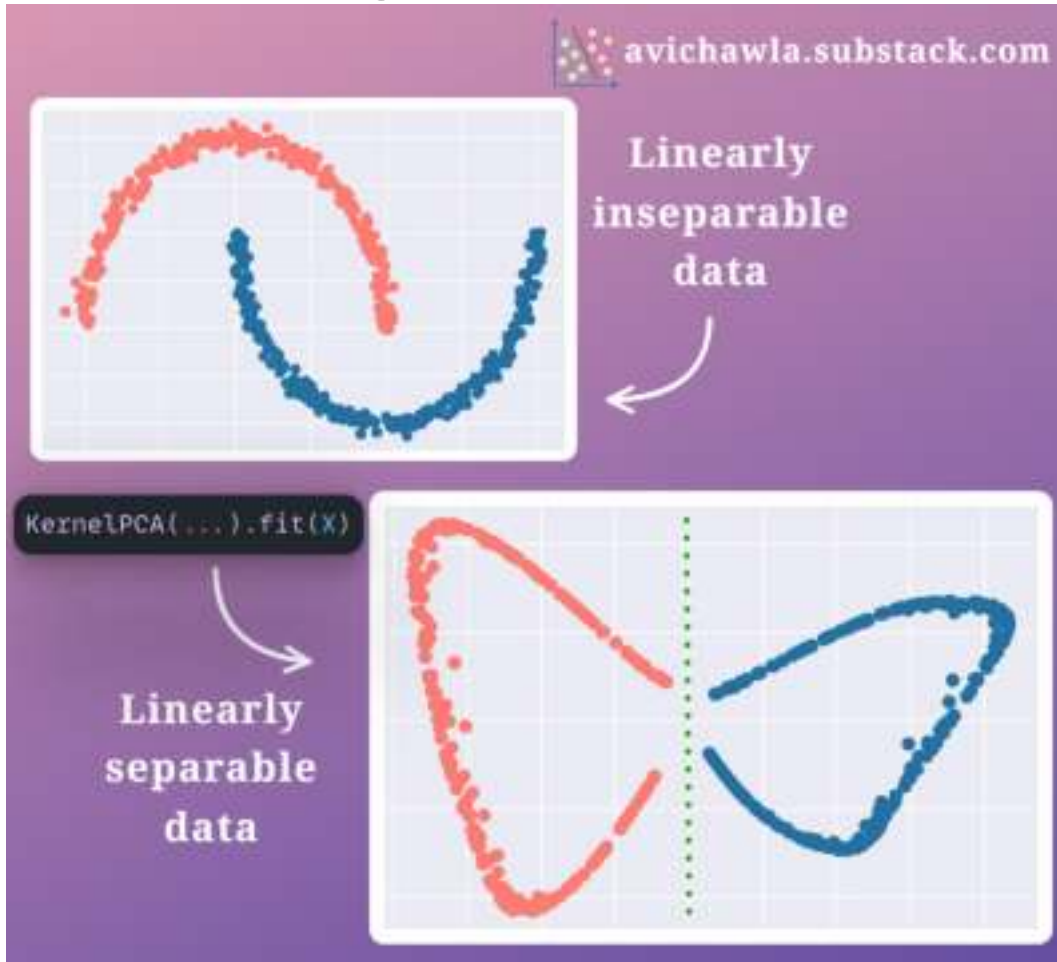 avichawla.substack.com
Linearly
inseparable
data
KernelPCA(...).fit(X)
Linearly
separable
data